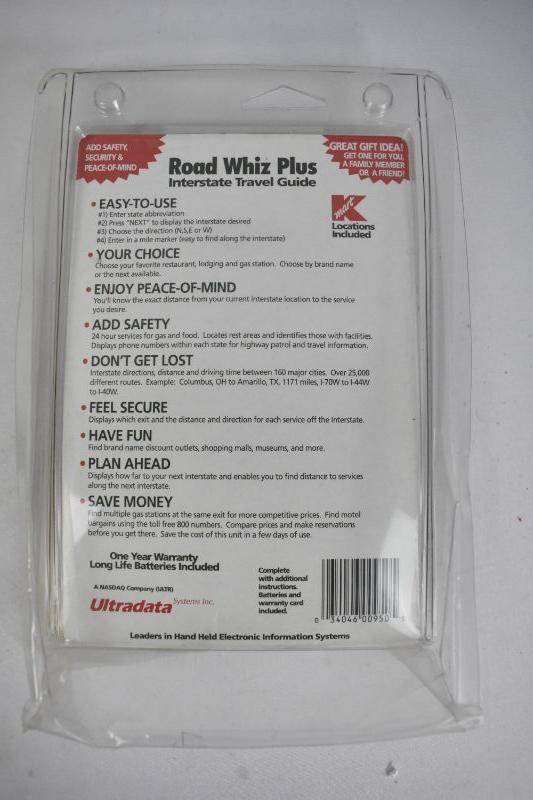 ADD SAFETY,
SECURITY &
PEACE-OF-MIND
GREAT GIFT IDEA!
GET ONE FOR YOU,
A FAMILY MEMBER
OR A FRIEND!
Road Whiz Plus
Interstate Travel Guide
K
mart
Locations
Included
• EASY-TO-USE
#1) Enter state abbreviation
#2) Press "NEXT" to display the interstate desired
#3) Choose the direction (N,S,E or W)
#4) Enter in a mile marker (easy to find along the interstate)
• YOUR CHOICE
Choose your favorite restaurant, lodging and gas station. Choose by brand name
or the next available.
• ENJOY PEACE-OF-MIND
You'll know the exact distance from your current interstate location to the service
you desire.
• ADD SAFETY
24 hour services for gas and food. Locates rest areas and identifies those with facilities.
Displays phone numbers within each state for highway patrol and travel information.
• DON'T GET LOST
Interstate directions, distance and driving time between 160 major cities. Over 25,000
different routes. Example: Columbus, OH to Amarillo, TX, 1171 miles, I-70W to I-44W
to I-40W.
• FEEL SECURE
Displays which exit and the distance and direction for each service off the Interstate.
• HAVE FUN
Find brand name discount outlets, shopping malls, museums, and more.
• PLAN AHEAD
Displays how far to your next interstate and enables you to find distance to services
along the next interstate.
• SAVE MONEY
Find multiple gas stations at the same exit for more competitive prices. Find motel
bargains using the toll free 800 numbers. Compare prices and make reservations
before you get there. Save the cost of this unit in a few days of use.
One Year Warranty
Long Life Batteries Included
Complete
with additional
instructions.
Batteries and
warranty card
included.
A NASDAQ Company (ULTR)
Ultradata Systems Inc.
0 34046 00950
Leaders in Hand Held Electronic Information Systems